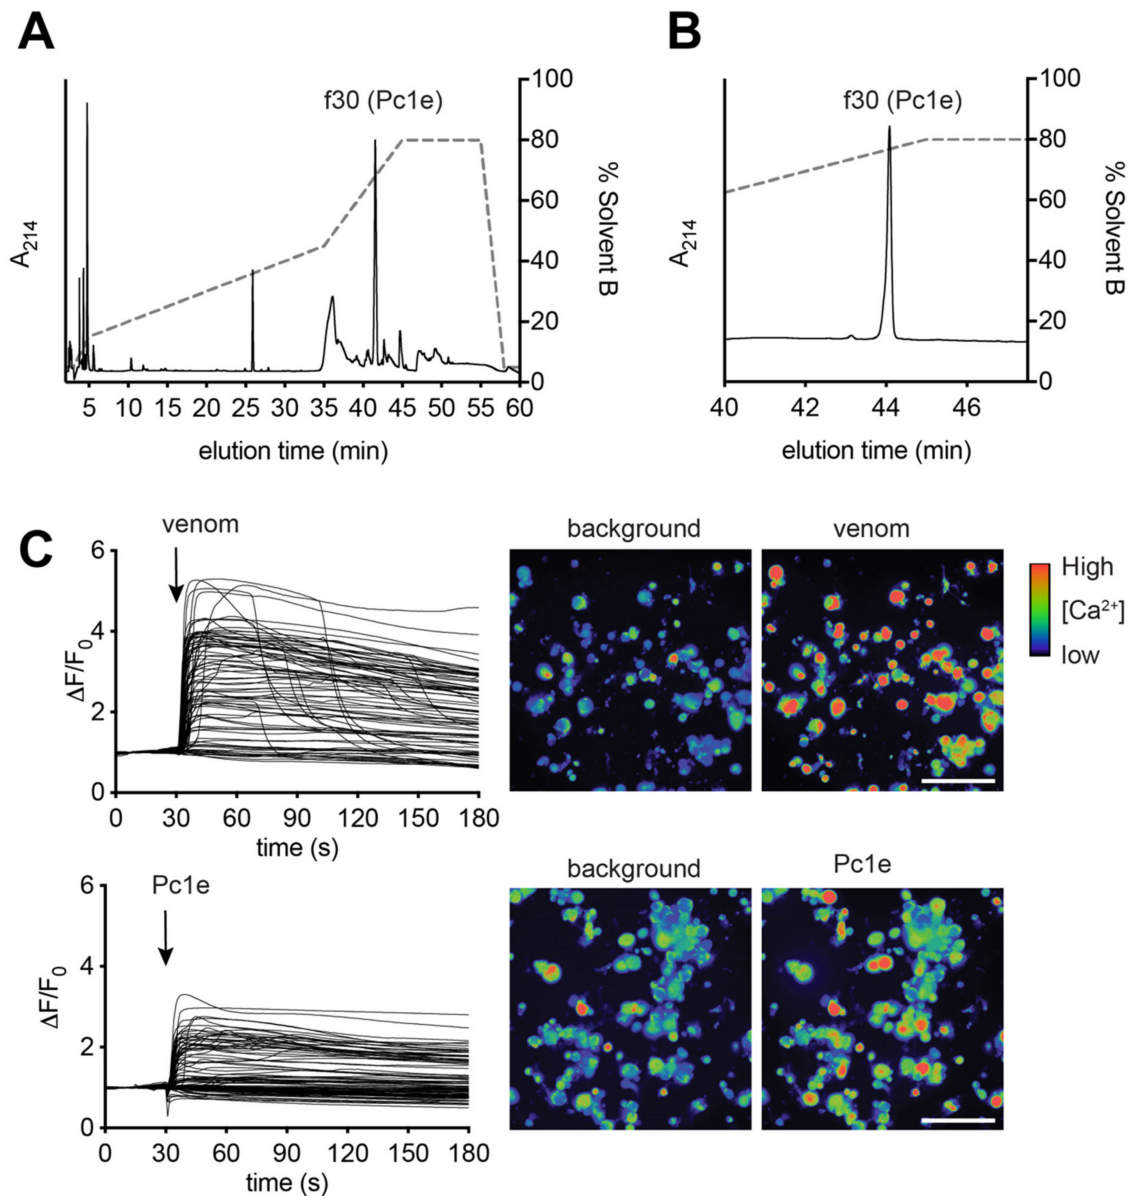 A
f30 (Pc1e)
100
80
60
40
20
0
% Solvent B
A214
5 10 15 20 25 30 35 40 45 50 55 60
elution time (min)
B
f30 (Pc1e)
100
80
60
40
20
0
% Solvent B
A214
40 42 44 46
elution time (min)
C
venom
6
4
2
0
ΔF/F0
0 30 60 90 120 150 180
time (s)
background
venom
High
[Ca2+]
low
Pc1e
6
4
2
0
ΔF/F0
0 30 60 90 120 150 180
time (s)
background
Pc1e